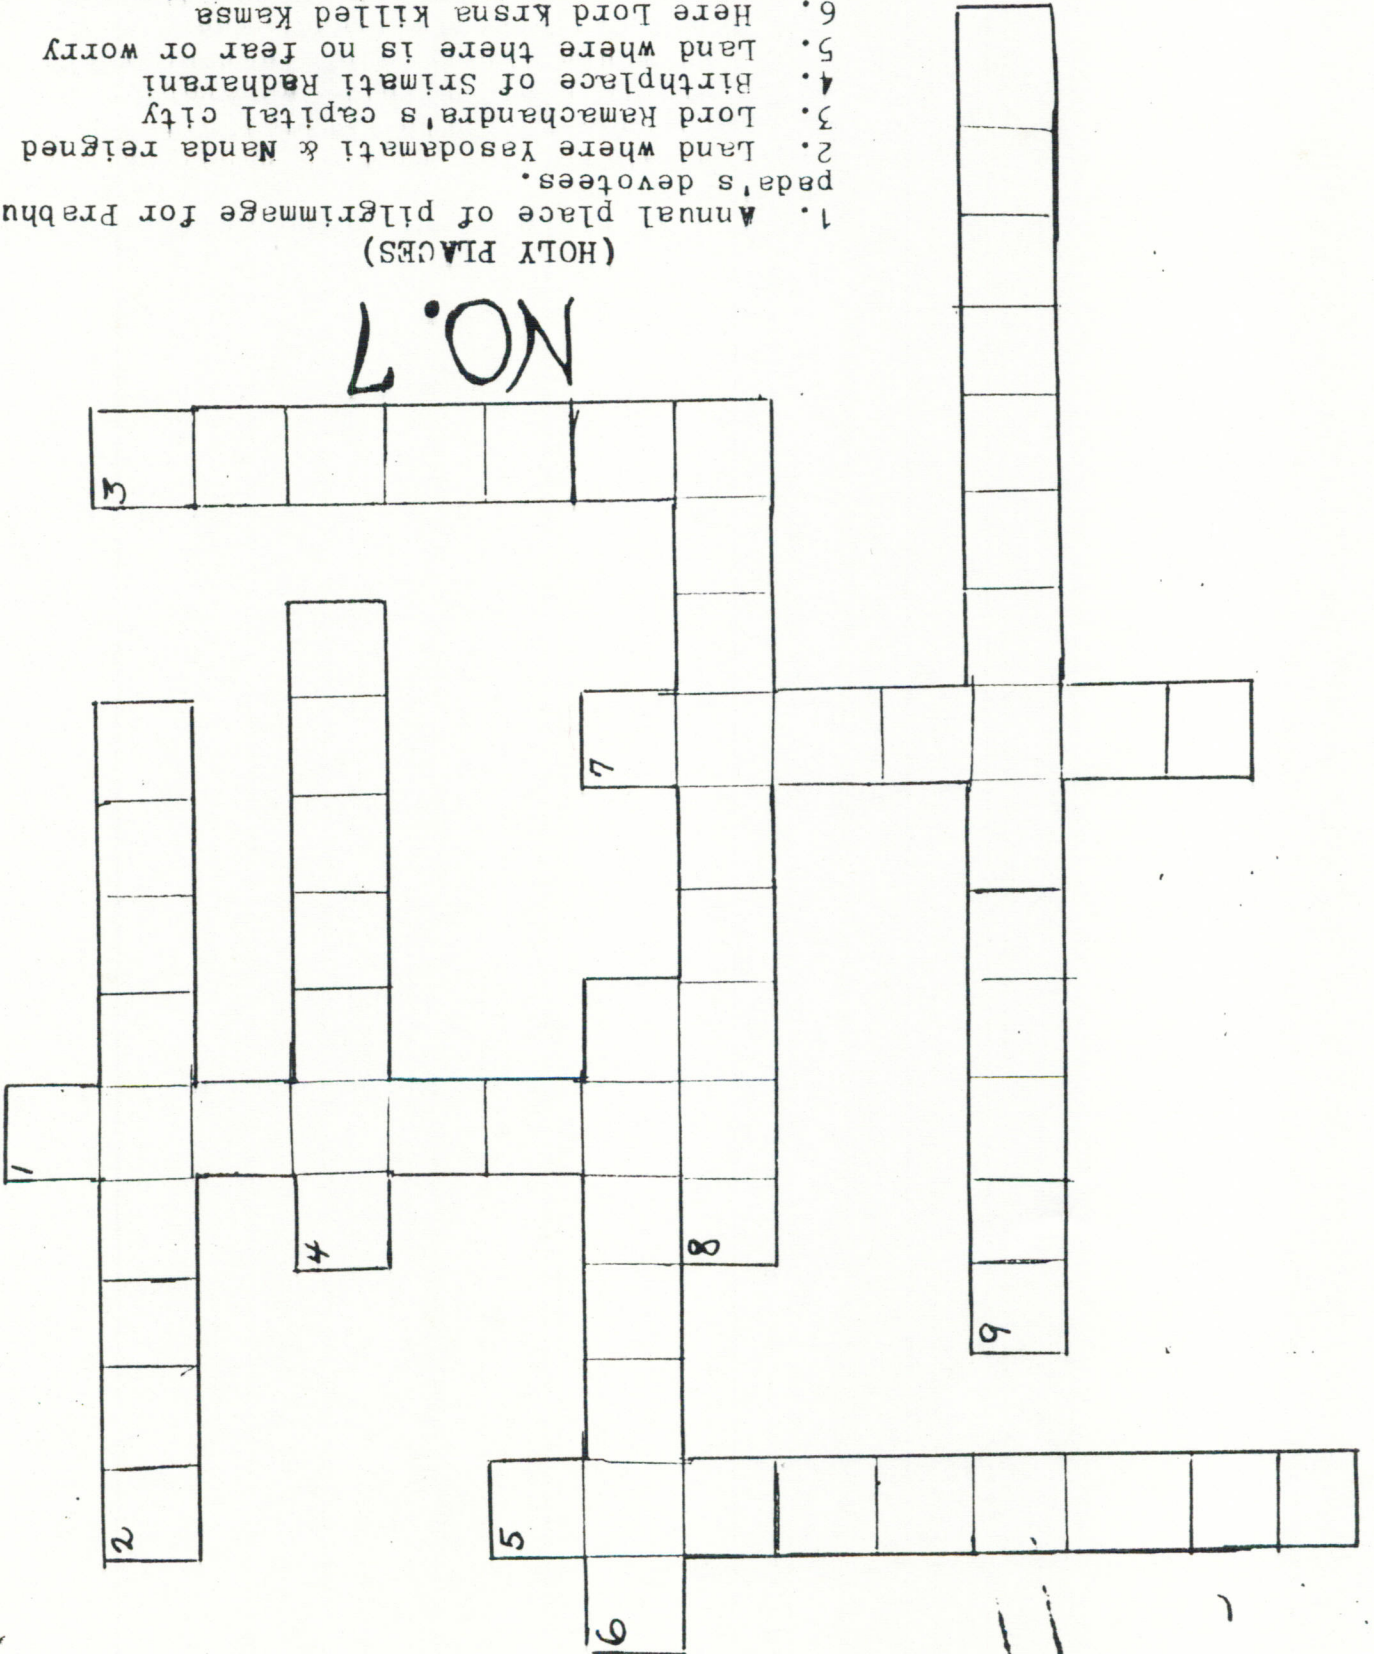 NO. 7
(HOLY PLACES)
1. Annual place of pilgrimmage for Prabhu
pada's devotees.
2. Land where Yasodamati & Nanda reigned
3. Lord Ramachandra's capital city
4. Birthplace of Srimati Radharani
5. Land where there is no fear or worry
6. Here Lord krsna killed Kamsa
3
7
1
4
8
9
2
5
6